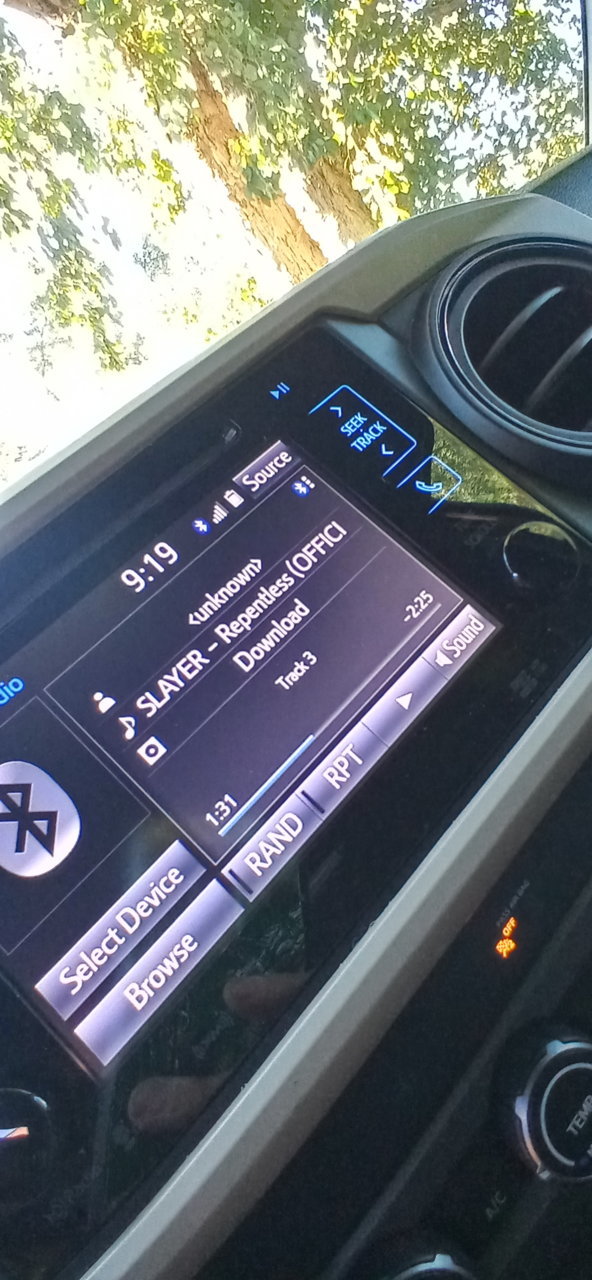 SEEK
TRACK
Source
9:19
<unknown>
SLAYER - Repentless (OFFICI
Download
Track 3
1:31
-2:25
dio
Select Device
Browse
RAND
RPT
Sound
OFF
TEMP
A/C